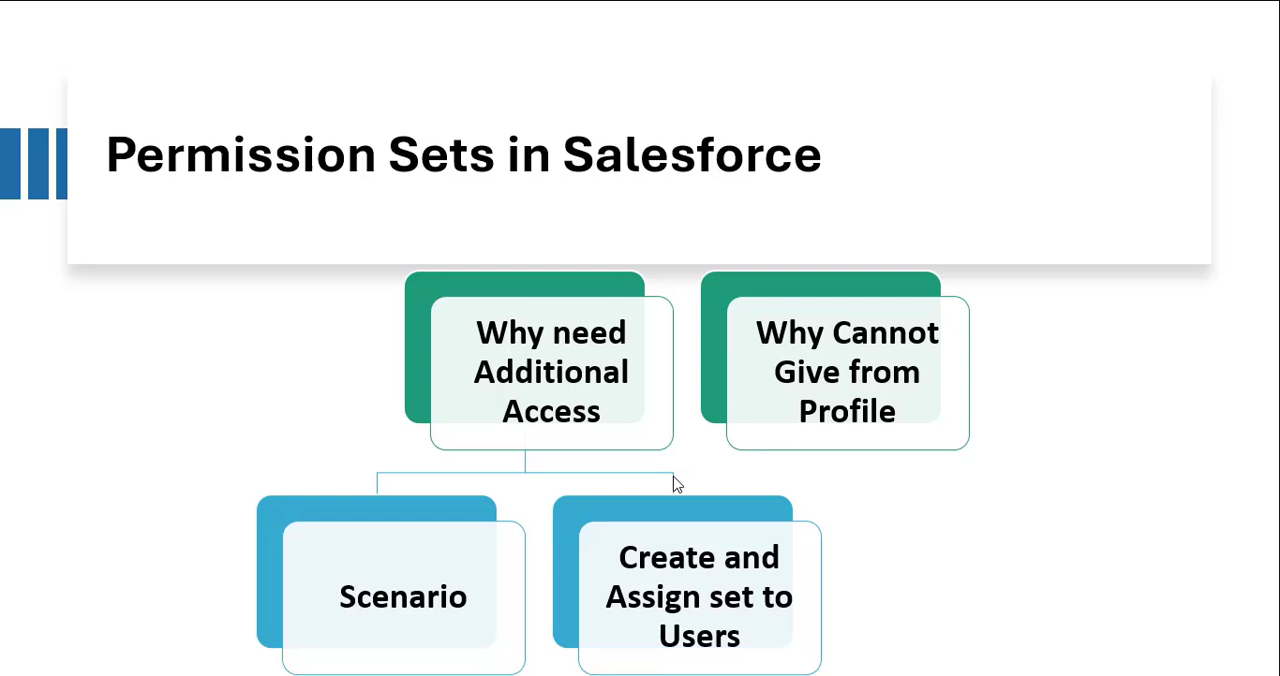 Permission Sets in Salesforce
Why need
Additional
Access
Why Cannot
Give from
Profile
Scenario
Create and
Assign set to
Users